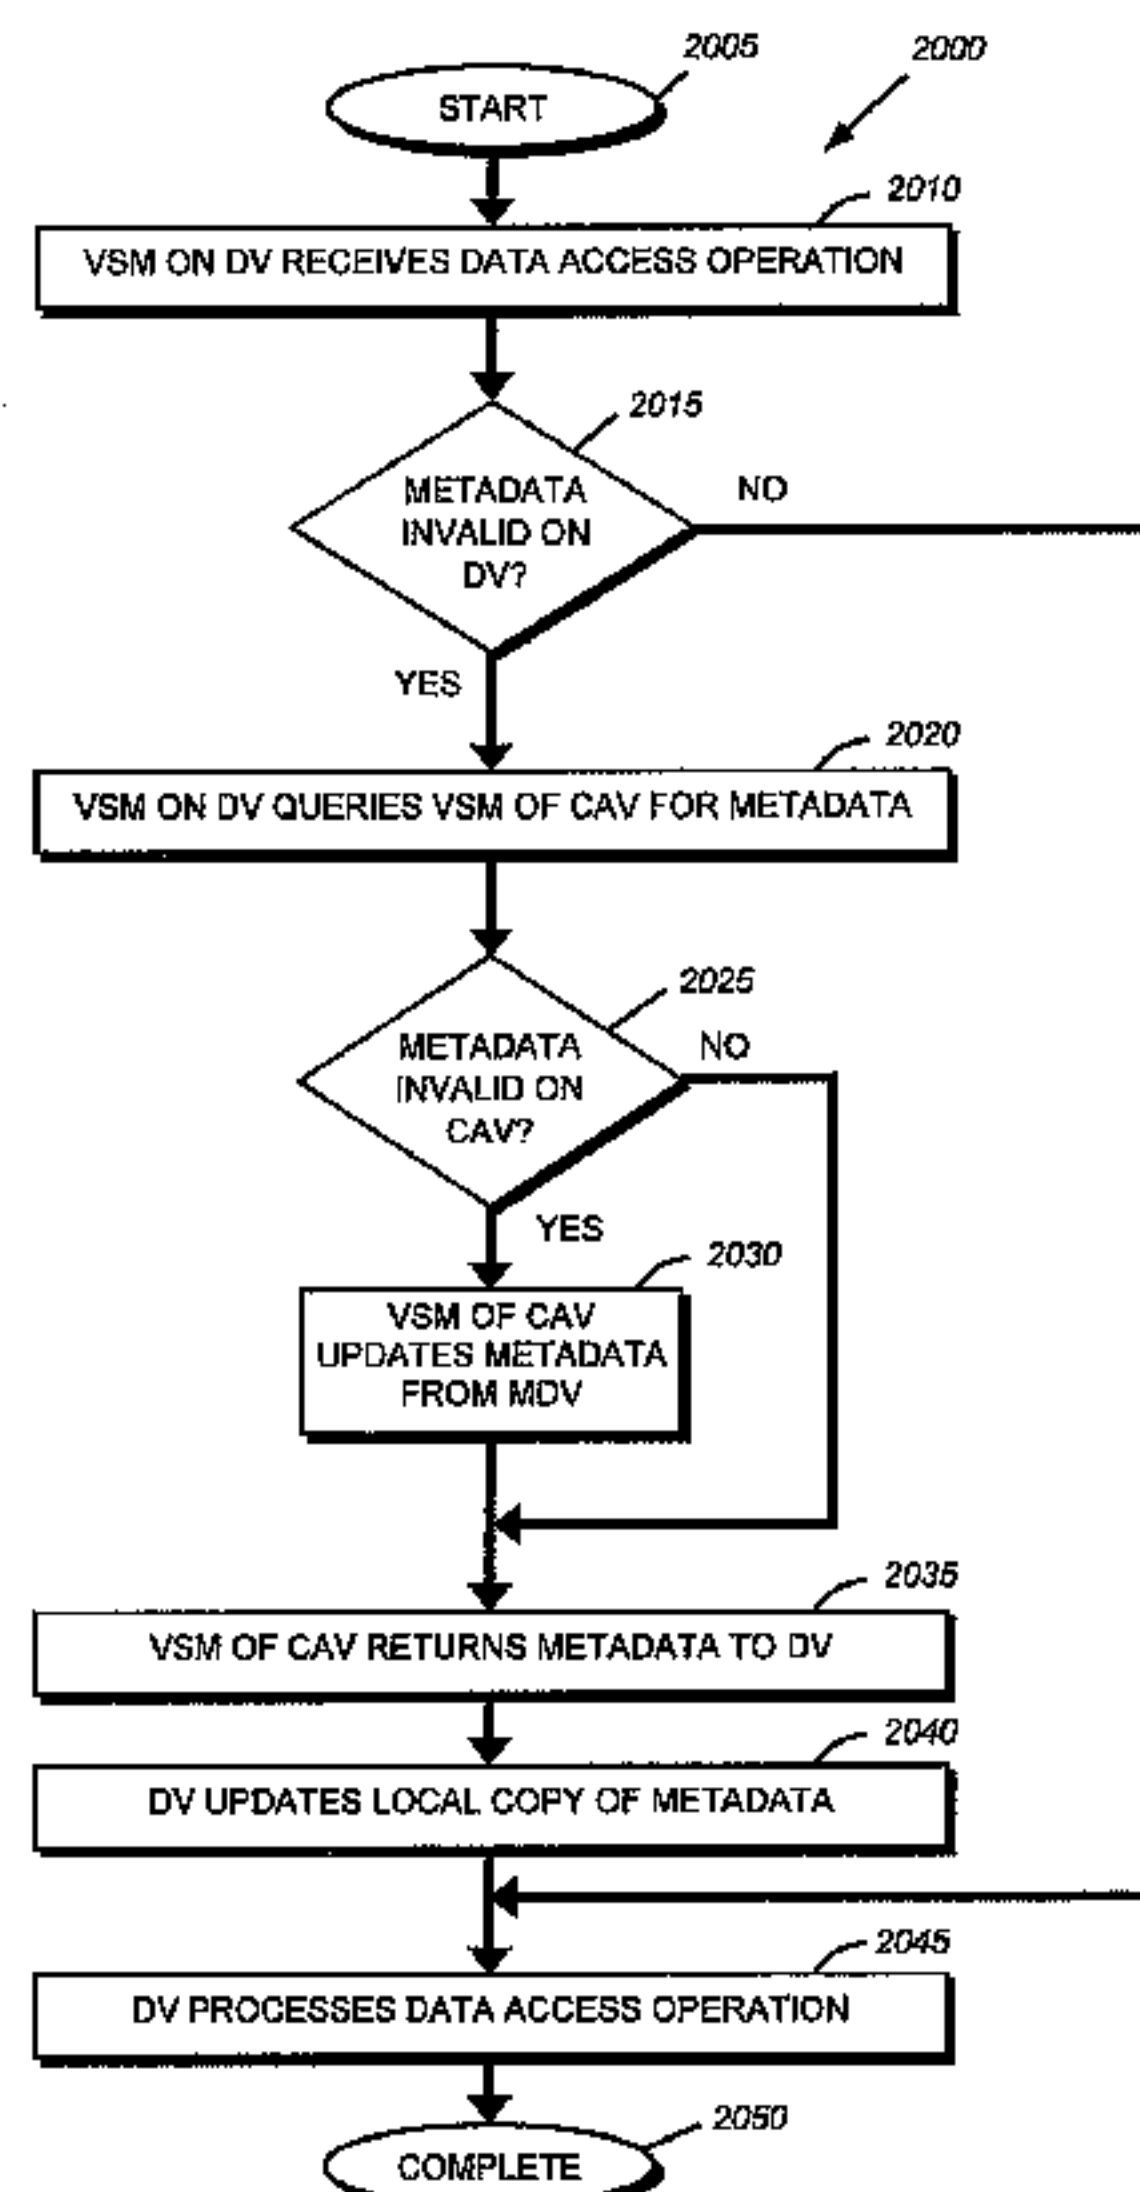 2005
2000
START
2010
VSM ON DV RECEIVES DATA ACCESS OPERATION
2015
METADATA
INVALID ON
DV?
NO
YES
2020
VSM ON DV QUERIES VSM OF CAV FOR METADATA
2025
METADATA
INVALID ON
CAV?
NO
YES
2030
VSM OF CAV
UPDATES METADATA
FROM MDV
2035
VSM OF CAV RETURNS METADATA TO DV
2040
DV UPDATES LOCAL COPY OF METADATA
2045
DV PROCESSES DATA ACCESS OPERATION
2050
COMPLETE